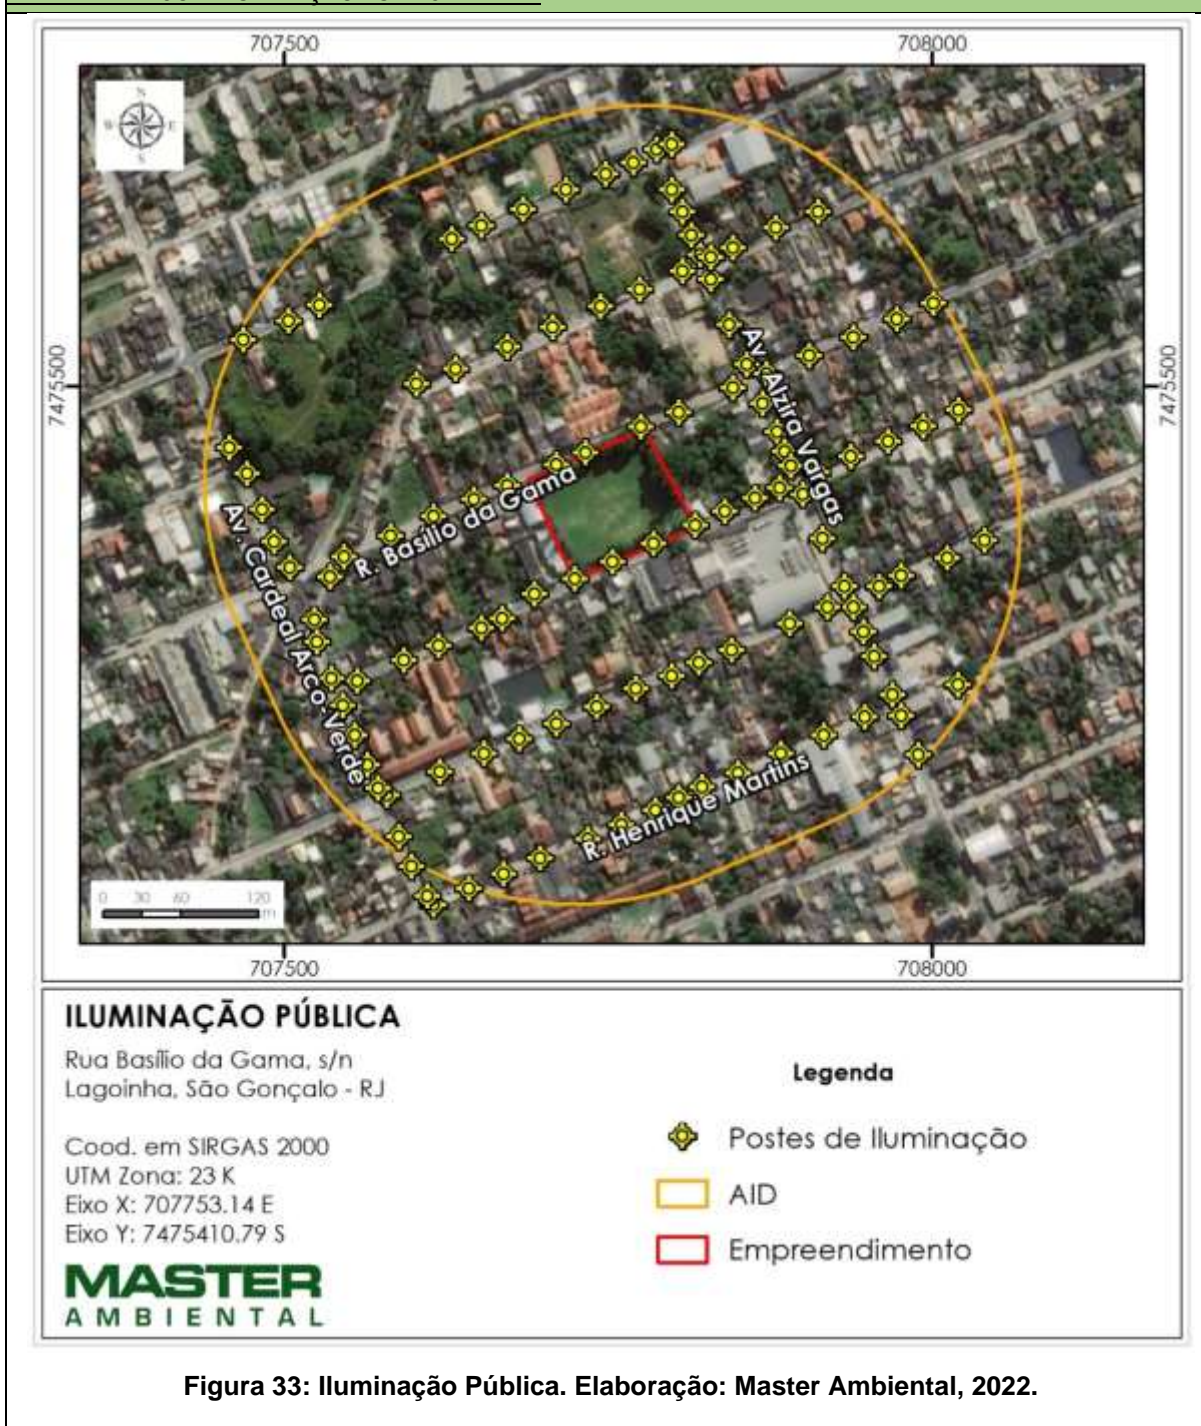 707500
708000
S
W
E
S
7475500
7475500
Av. Alzira Vargas
R. Basílio da Gama
Av. Cardeal Arco Verde
R. Henrique Martins
0 30 60 120
m
707500
708000
ILUMINAÇÃO PÚBLICA
Rua Basílio da Gama, s/n
Lagoinha, São Gonçalo - RJ
Legenda
Cood. em SIRGAS 2000
UTM Zona: 23 K
Eixo X: 707753.14 E
Eixo Y: 7475410.79 S
Postes de Iluminação
AID
Empreendimento
MASTER
AMBIENTAL
Figura 33: Iluminação Pública. Elaboração: Master Ambiental, 2022.